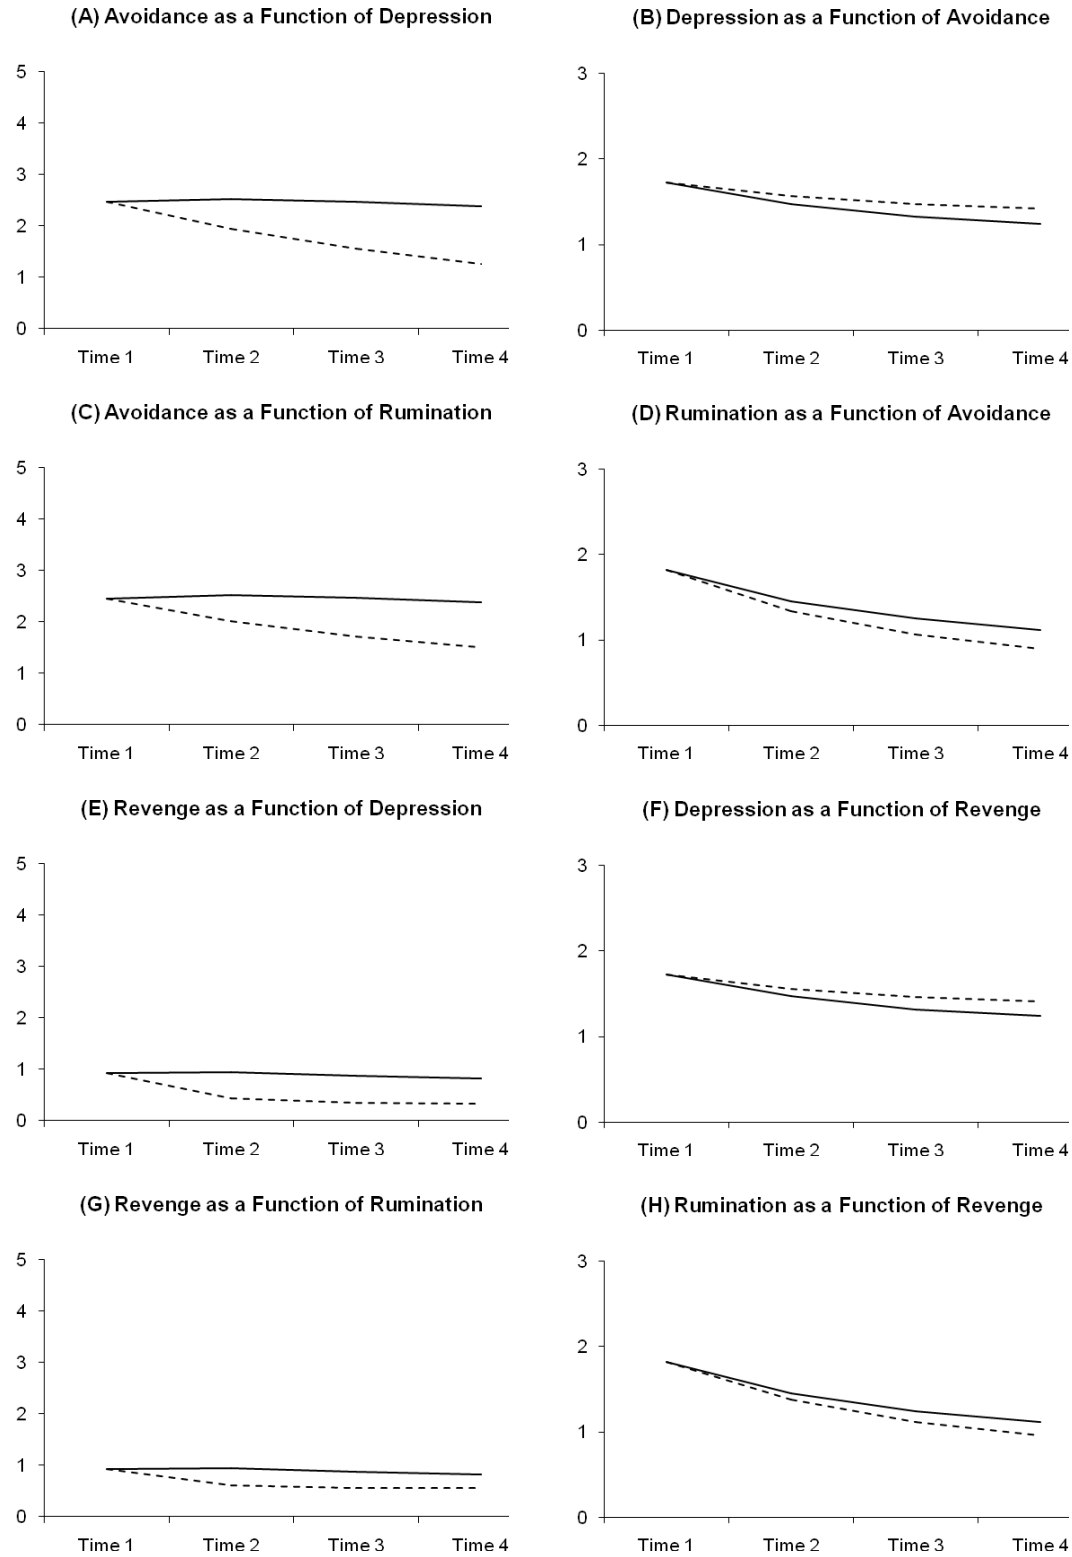 (A) Avoidance as a Function of Depression
5
4
3
2
1
0
Time 1 Time 2 Time 3 Time 4
(B) Depression as a Function of Avoidance
3
2
1
0
Time 1 Time 2 Time 3 Time 4
(C) Avoidance as a Function of Rumination
5
4
3
2
1
0
Time 1 Time 2 Time 3 Time 4
(D) Rumination as a Function of Avoidance
3
2
1
0
Time 1 Time 2 Time 3 Time 4
(E) Revenge as a Function of Depression
5
4
3
2
1
0
Time 1 Time 2 Time 3 Time 4
(F) Depression as a Function of Revenge
3
2
1
0
Time 1 Time 2 Time 3 Time 4
(G) Revenge as a Function of Rumination
5
4
3
2
1
0
Time 1 Time 2 Time 3 Time 4
(H) Rumination as a Function of Revenge
3
2
1
0
Time 1 Time 2 Time 3 Time 4